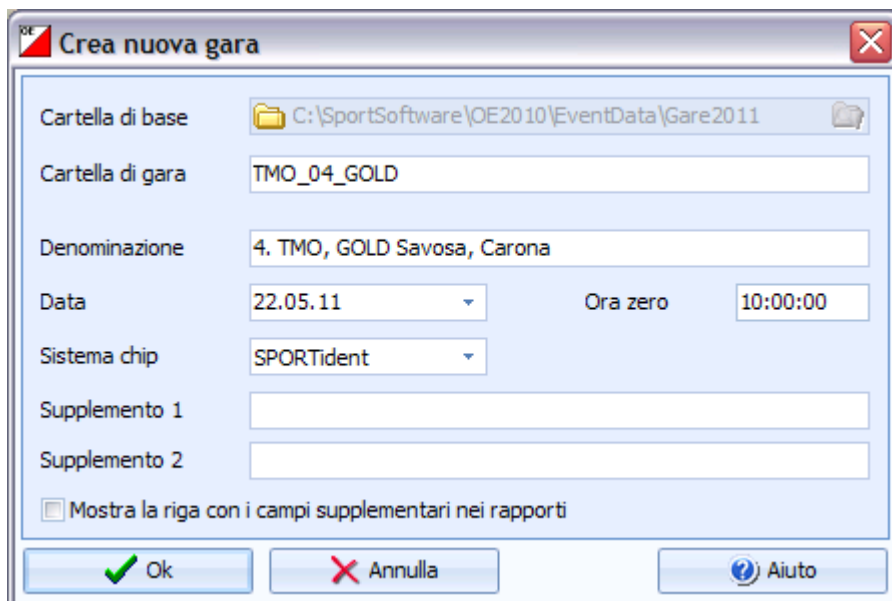 OE Crea nuova gara
Cartella di base C:\SportSoftware\OE2010\EventData\Gare2011
Cartella di gara TMO_04_GOLD
Denominazione 4. TMO, GOLD Savosa, Carona
Data 22.05.11 Ora zero 10:00:00
Sistema chip SPORTident
Supplemento 1
Supplemento 2
Mostra la riga con i campi supplementari nei rapporti
Ok Annulla Aiuto